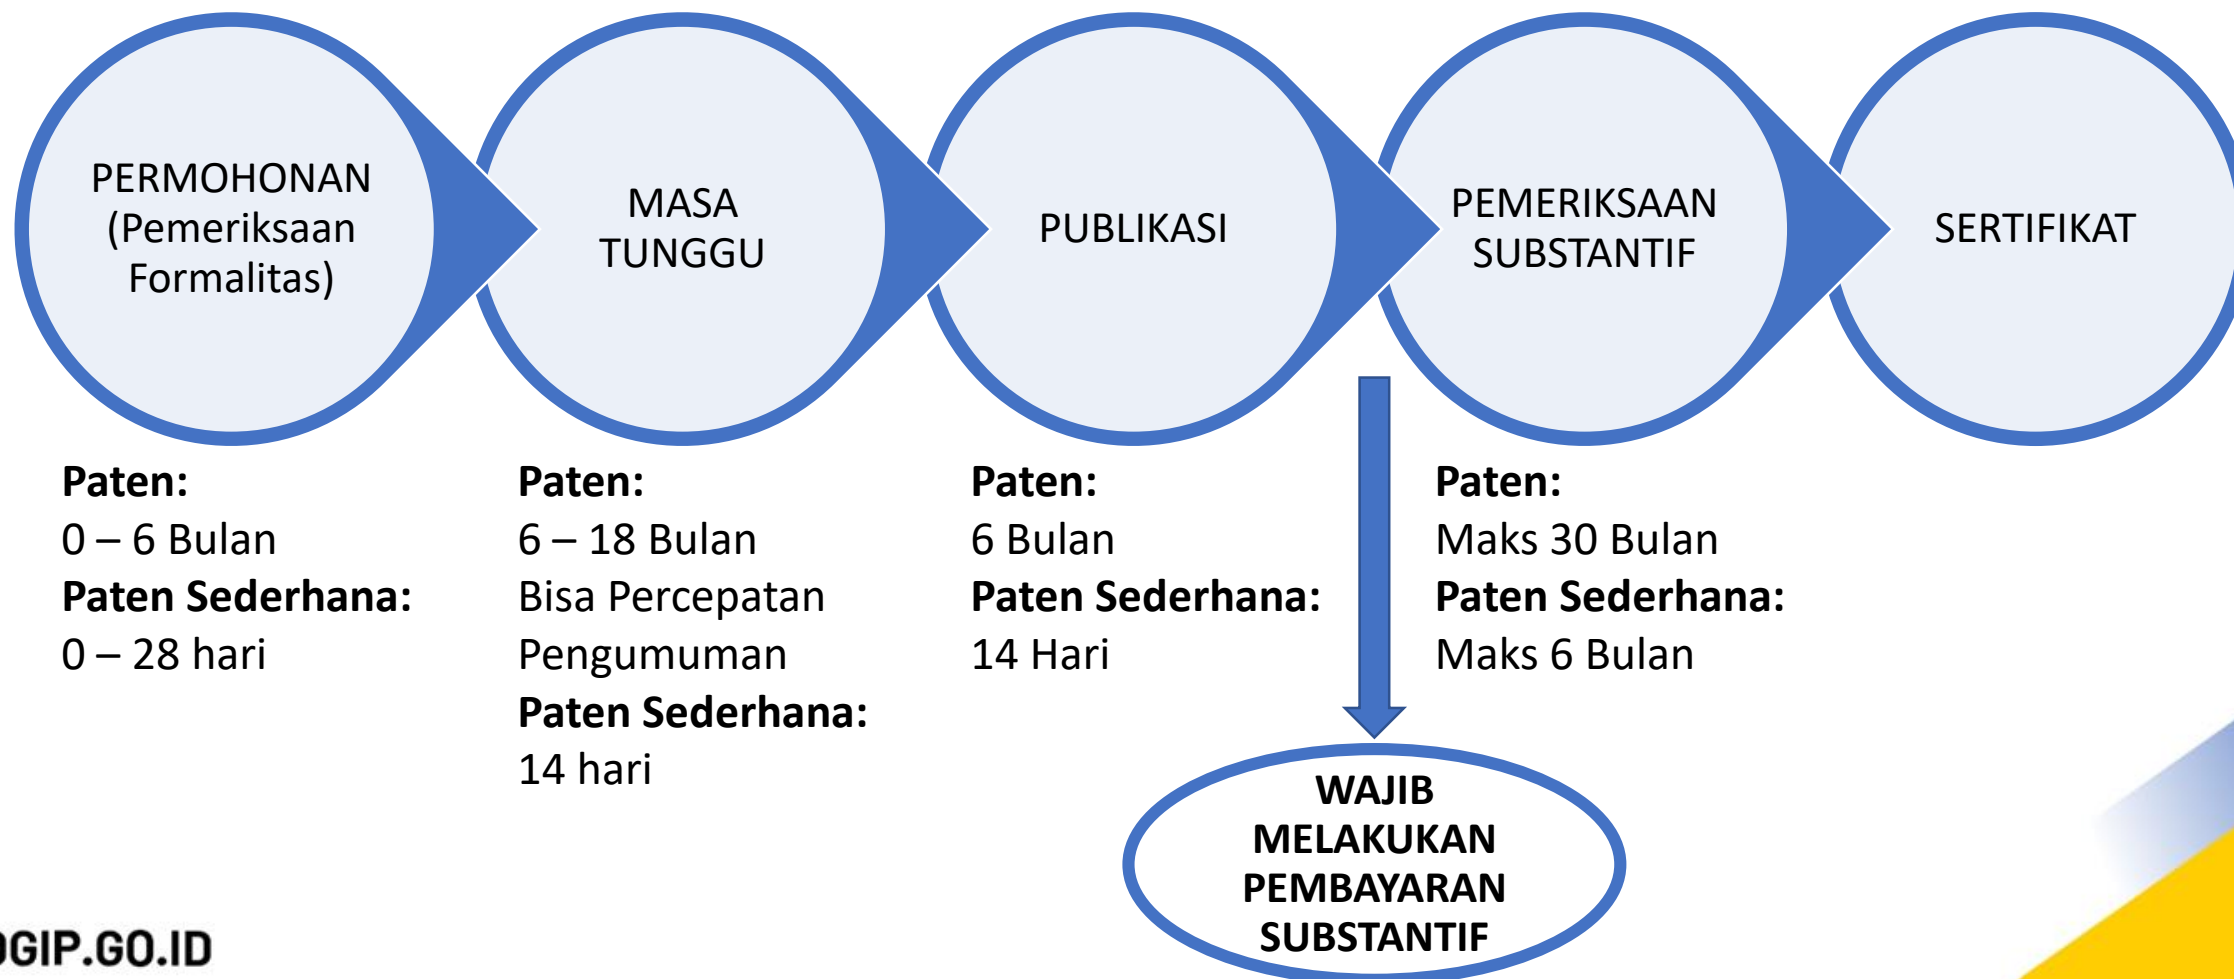 PERMOHONAN
(Pemeriksaan
Formalitas)
MASA
TUNGGU
PUBLIKASI
PEMERIKSAAN
SUBSTANTIF
SERTIFIKAT
Paten:
0 – 6 Bulan
Paten Sederhana:
0 – 28 hari
Paten:
6 – 18 Bulan
Bisa Percepatan
Pengumuman
Paten Sederhana:
14 hari
Paten:
6 Bulan
Paten Sederhana:
14 Hari
Paten:
Maks 30 Bulan
Paten Sederhana:
Maks 6 Bulan
WAJIB
MELAKUKAN
PEMBAYARAN
SUBSTANTIF
DGIP.GO.ID